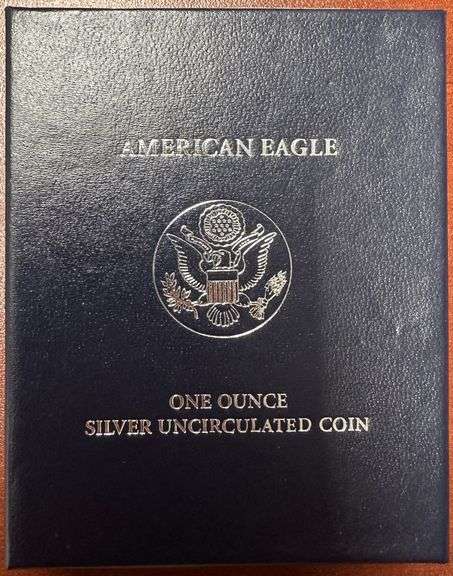 AMERICAN EAGLE
ONE OUNCE
SILVER UNCIRCULATED COIN